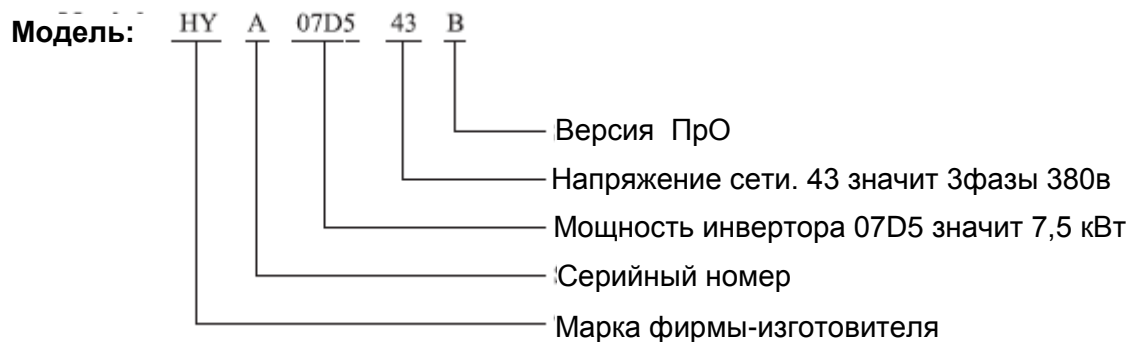 Модель: HY A 07D5 43 B
Версия ПрО
Напряжение сети. 43 значит 3фазы 380в
Мощность инвертора 07D5 значит 7,5 кВт
Серийный номер
Марка фирмы-изготовителя